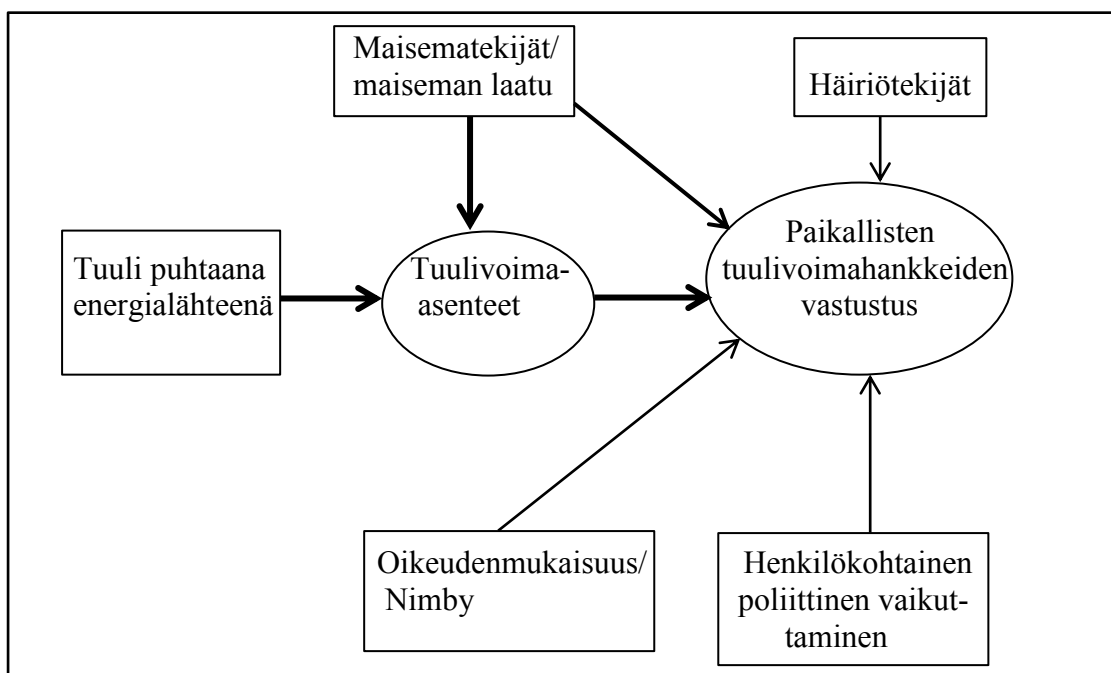 Maisematekijät/
maiseman laatu
Häiriötekijät
Tuuli puhtaana
energialähteenä
Tuulivoima-
asenteet
Paikallisten
tuulivoimahankkeiden
vastustus
Oikeudenmukaisuus/
Nimby
Henkilökohtainen
poliittinen vaikut-
taminen